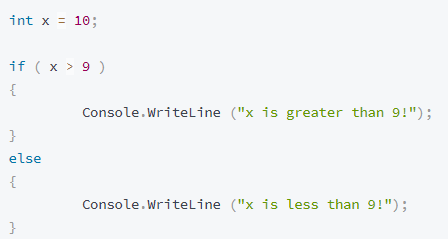 int x = 10;
if ( x > 9 )
{
Console.WriteLine ("x is greater than 9!");
}
else
{
Console.WriteLine ("x is less than 9!");
}